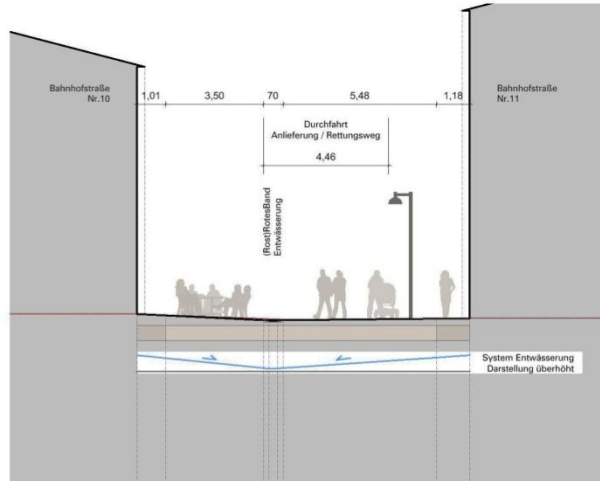 Bahnhofstraße
Nr.10
1,01
3,50
70
5,48
1,18
Bahnhofstraße
Nr.11
Durchfahrt
Anlieferung / Rettungsweg
4,46
(Rost)RotesBand
Entwässerung
System Entwässerung
Darstellung überhöht